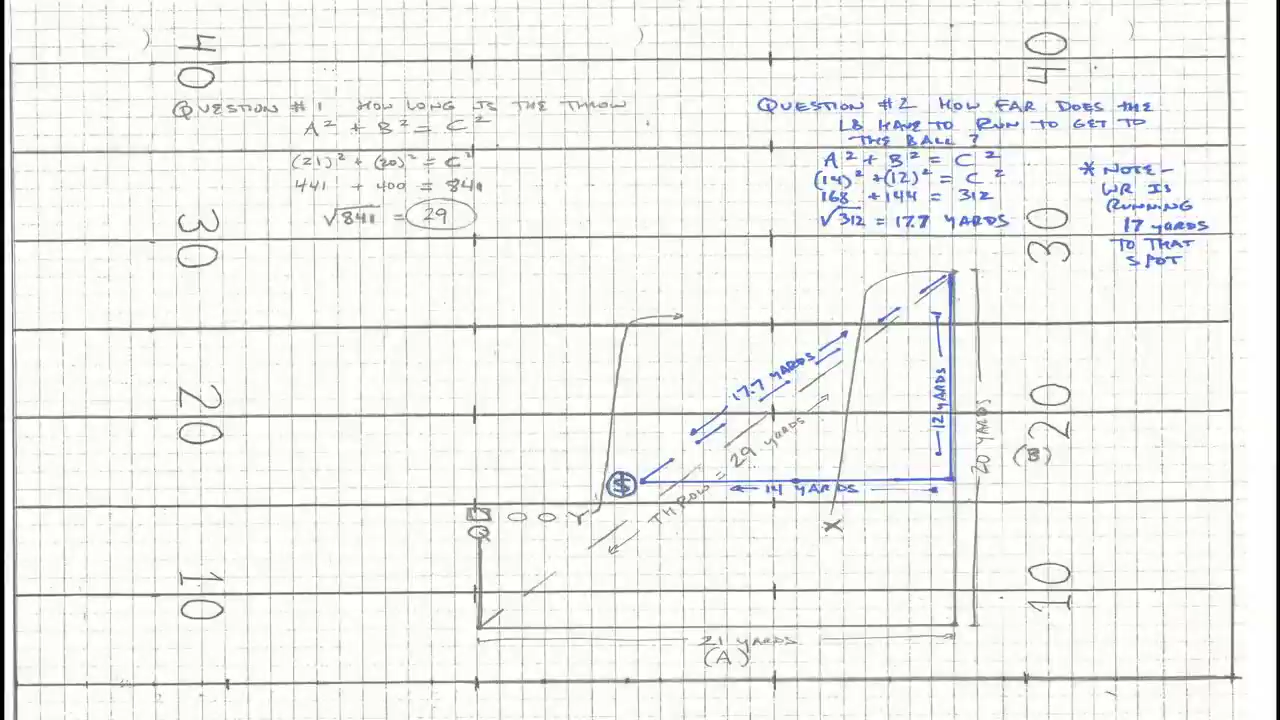 40
40
QUESTION #1 HOW LONG IS THE THROW
A² + B² = C²
(21)² + (20)² = C²
441 + 400 = 841
√841 = 29
QUESTION #2 HOW FAR DOES THE
LB HAVE TO RUN TO GET TO
THE BALL?
A² + B² = C²
(14)² + (12)² = C²
168 + 144 = 312
√312 = 17.7 YARDS
* NOTE -
WR IS
RUNNING
17 YARDS
TO THAT
SPOT
30
30
17.7 YARDS
12 YARDS
20
20
THROW = 29 YARDS
20 YARDS
(B)
$
14 YARDS
O O Y
X
Q
10
10
21 YARDS
(A)